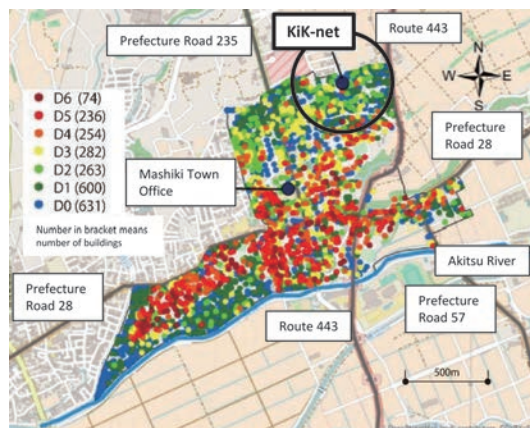 Prefecture
Road 235
KiK-net
Route 443
N
W
E
S
D6 (74)
D5 (236)
D4 (254)
D3 (282)
D2 (263)
D1 (600)
D0 (631)
Number in bracket means
number of buildings
Prefecture
Road 28
Mashiki Town
Office
Akitsu River
Prefecture
Road 28
Route 443
Prefecture
Road 57
500m